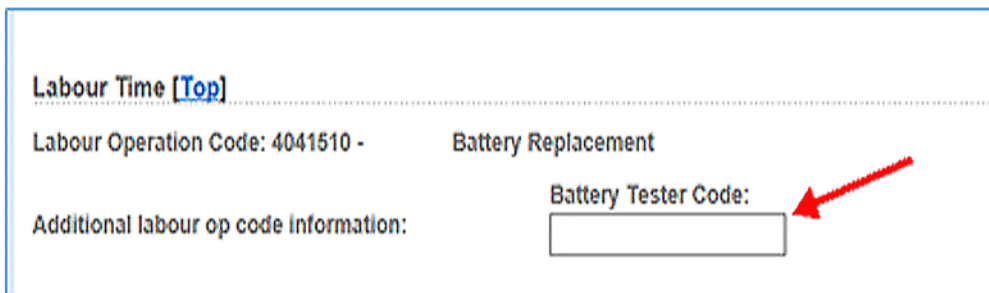 Labour Time [Top]
Labour Operation Code: 4041510 - Battery Replacement
Battery Tester Code:
Additional labour op code information: